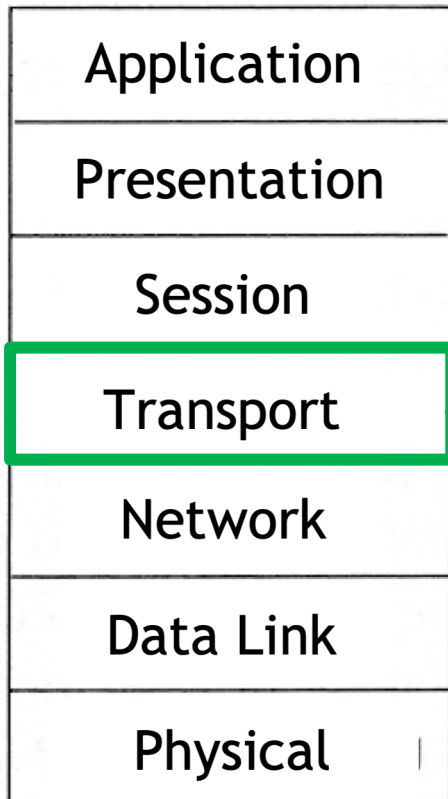 Application
Presentation
Session
Transport
Network
Data Link
Physical